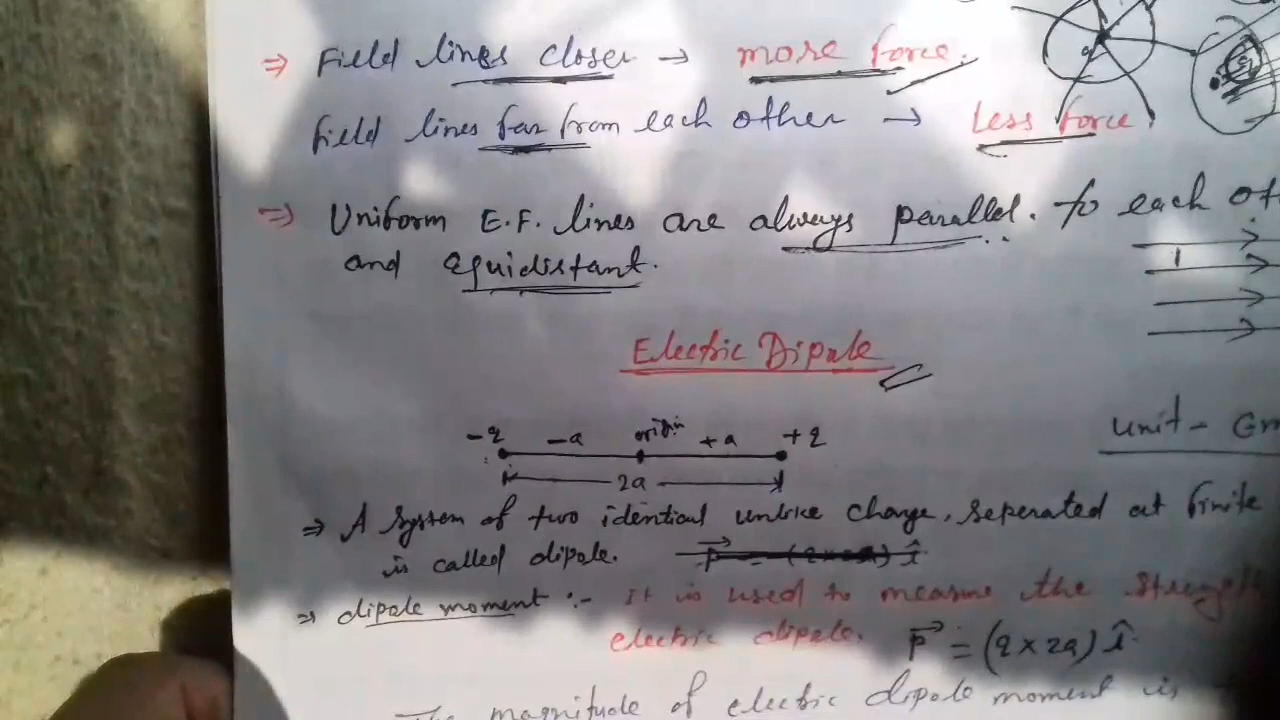 ⇒ Field lines closer → more force.
Field lines far from each other → Less force.
⇒ Uniform E.F. lines are always parallel. to each
and equidistant.
Electric Dipole
-q -a origin +a +q
2a
unit -
⇒ A system of two identical unlike charge, seperated at finite
is called dipole.
⇒ dipole moment :- It is used to measure the
electric dipole. p⃗ = (q × 2a) î
The magnitude of electric dipole moment is